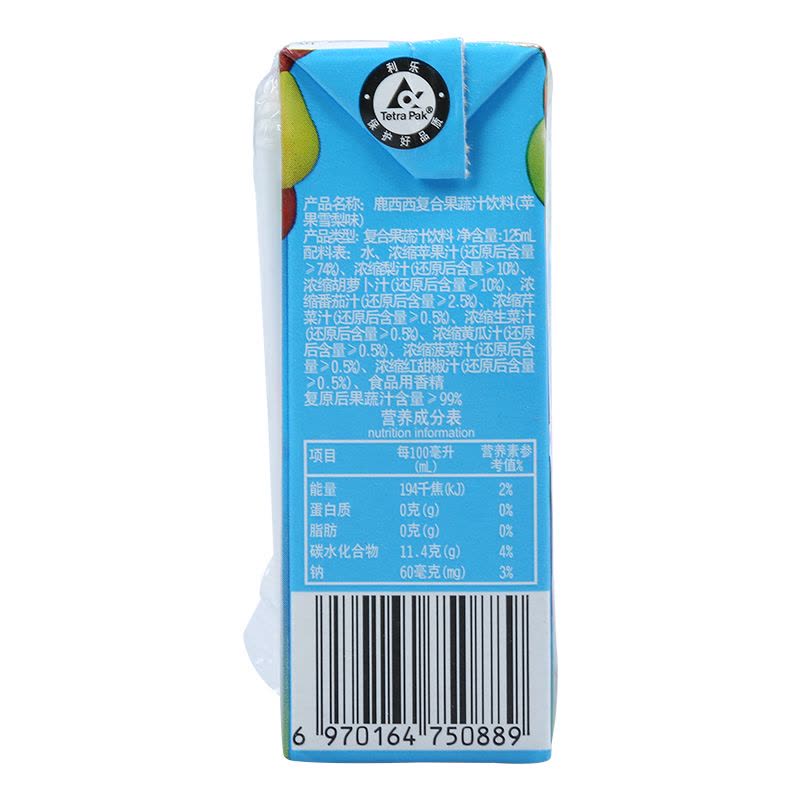 利乐
Tetra Pak®
保护好品质
产品名称：鹿西西复合果蔬汁饮料(苹
果雪梨味)
产品类型：复合果蔬汁饮料 净含量:125mL
配料表：水、浓缩苹果汁(还原后含量
≥74%)、浓缩梨汁(还原后含量≥10%)、
浓缩胡萝卜汁(还原后含量≥10%)、浓
缩番茄汁(还原后含量≥2.5%)、浓缩芹
菜汁(还原后含量≥0.5%)、浓缩生菜汁
(还原后含量≥0.5%)、浓缩黄瓜汁(还原
后含量≥0.5%)、浓缩菠菜汁(还原后含量
≥0.5%)、浓缩红甜椒汁(还原后含量
≥0.5%)、食品用香精
复原后果蔬汁含量≥99%
营养成分表
nutrition information
项目 每100毫升(mL) 营养素参考值%
能量 194千焦(kJ) 2%
蛋白质 0克(g) 0%
脂肪 0克(g) 0%
碳水化合物 11.4克(g) 4%
钠 60毫克(mg) 3%
6 970164 750889